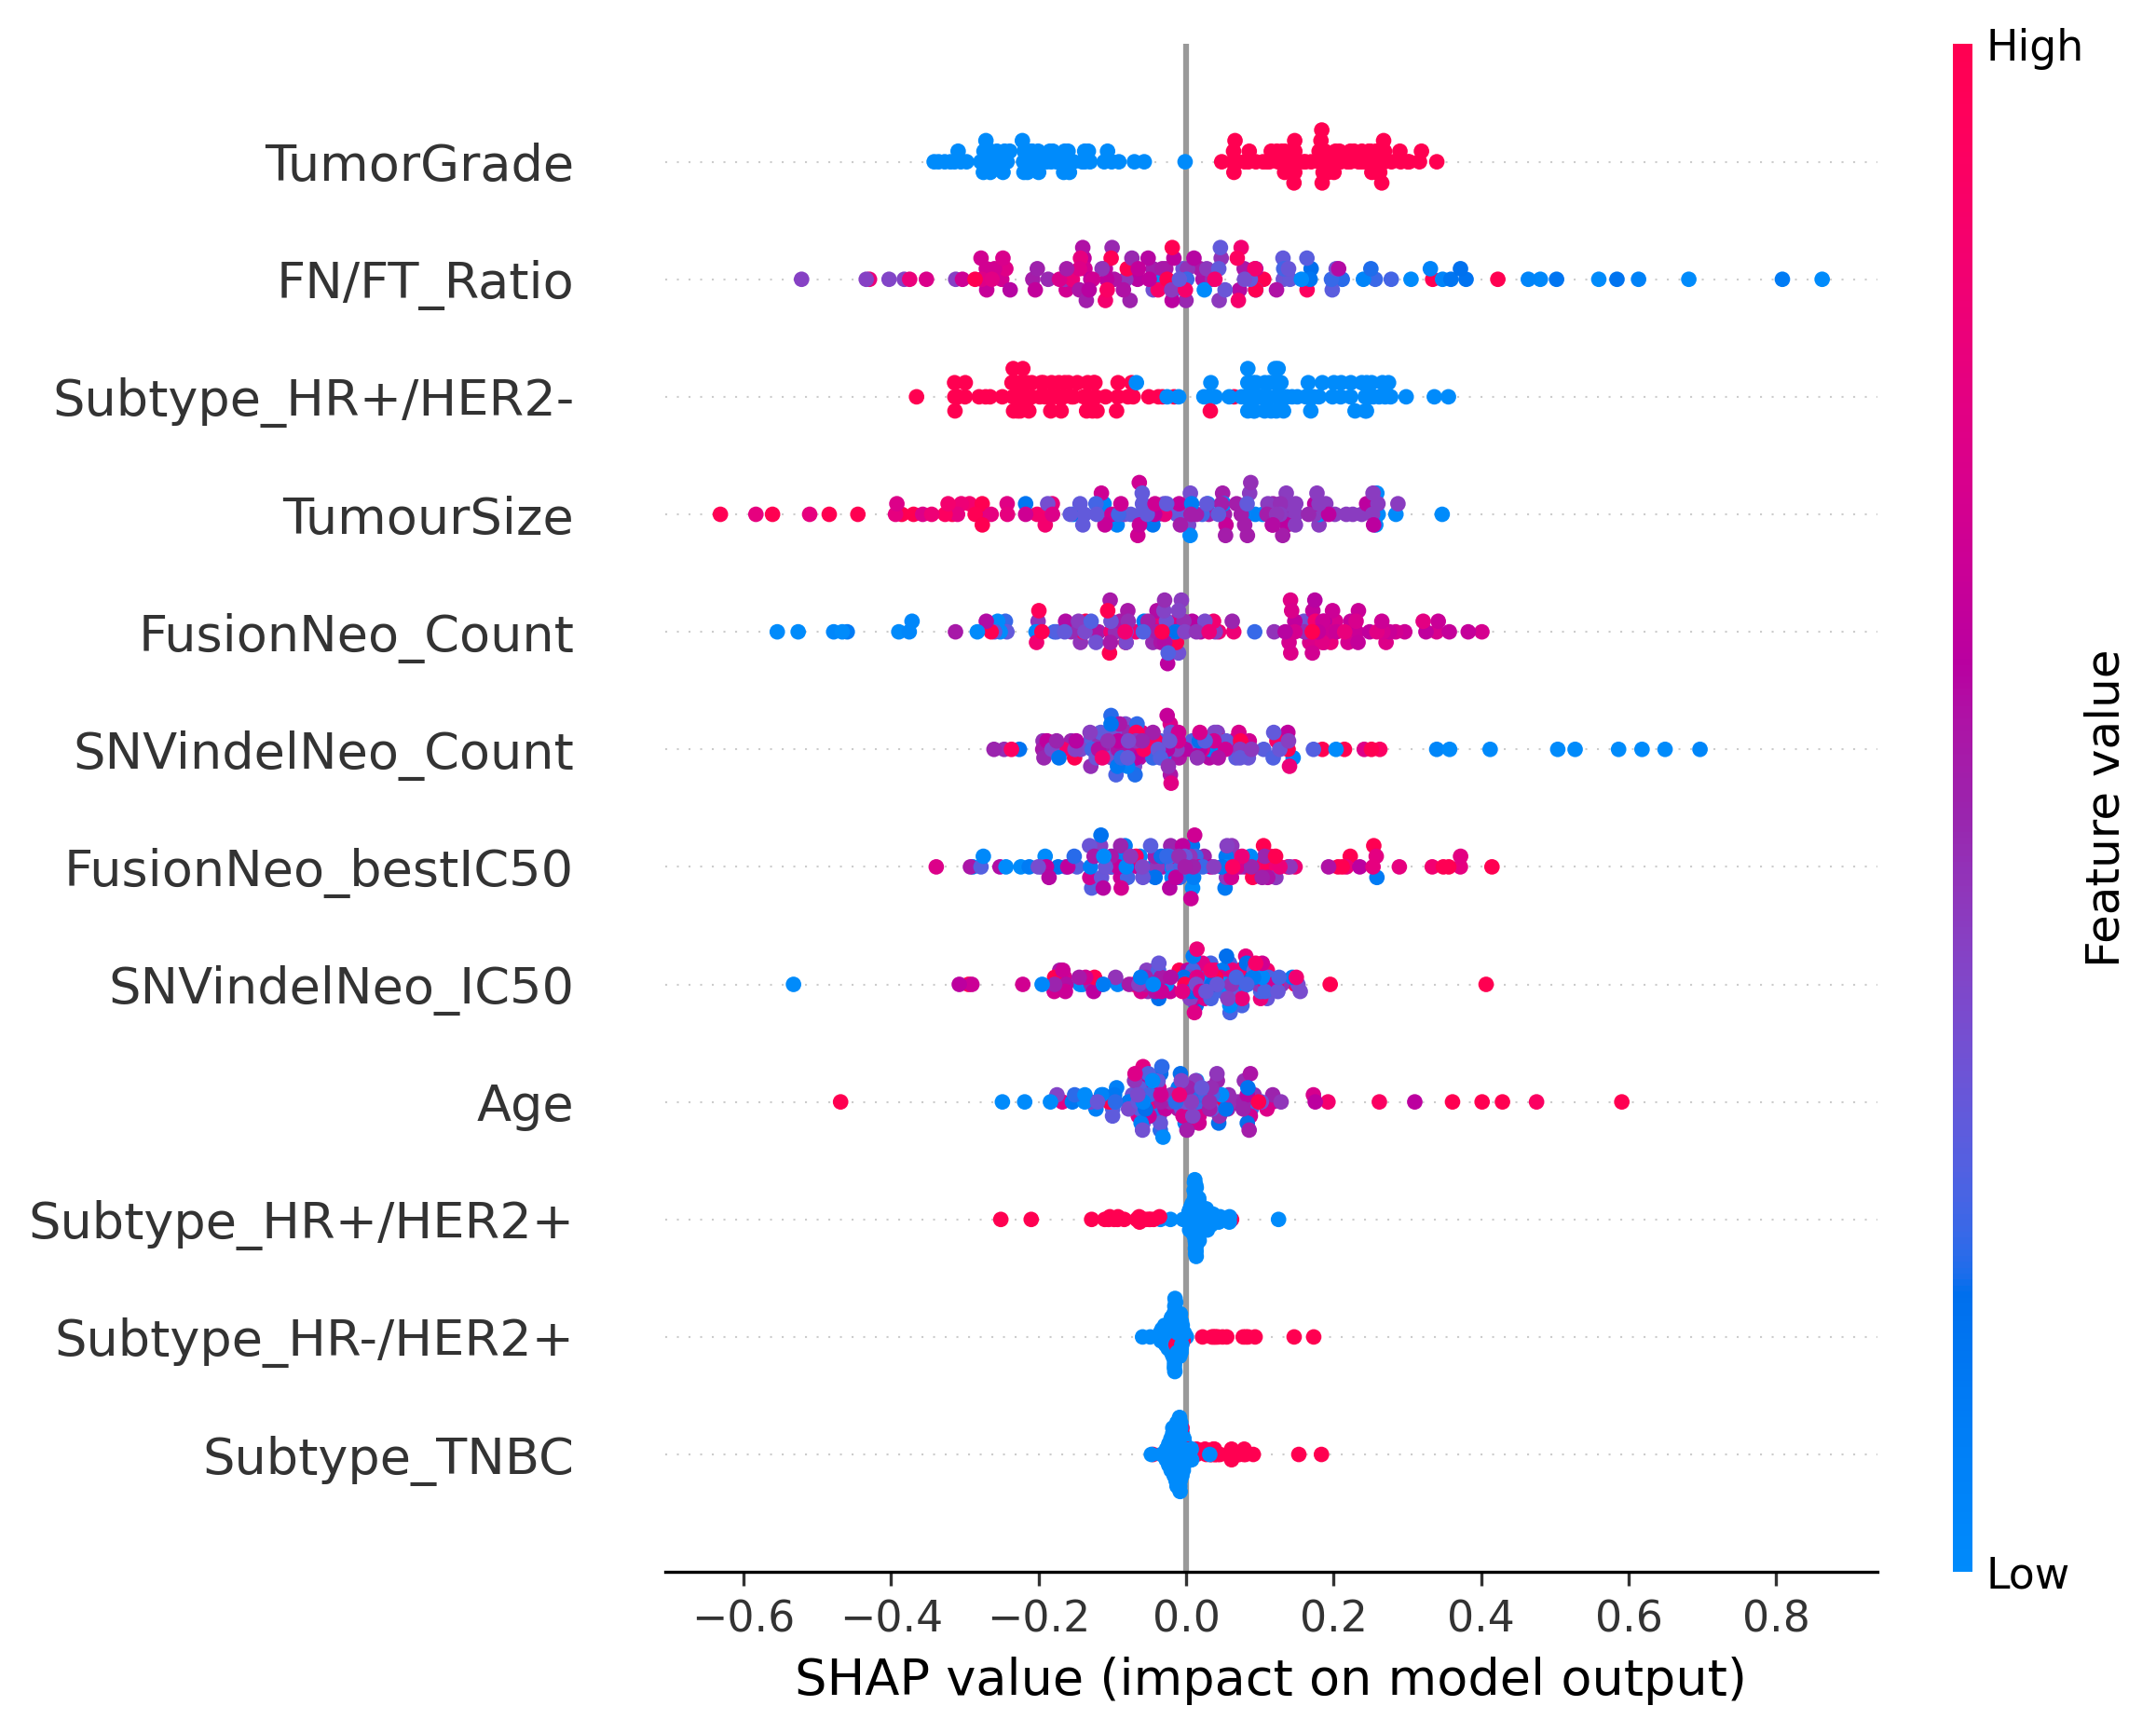 High
TumorGrade
FN/FT_Ratio
Subtype_HR+/HER2-
TumourSize
FusionNeo_Count
SNVindelNeo_Count
FusionNeo_bestIC50
SNVindelNeo_IC50
Age
Subtype_HR+/HER2+
Subtype_HR-/HER2+
Subtype_TNBC
Feature value
Low
−0.6 −0.4 −0.2 0.0 0.2 0.4 0.6 0.8
SHAP value (impact on model output)